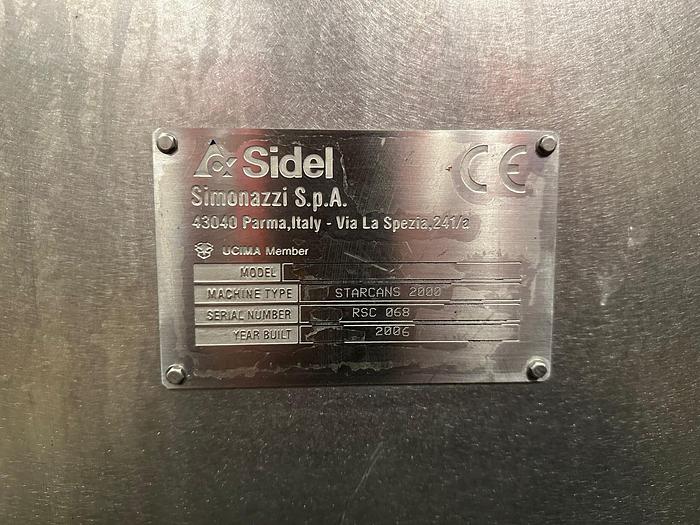 Sidel
CE
Simonazzi S.p.A.
43040 Parma,Italy - Via La Spezia,241/a
UCIMA Member
MODEL
MACHINE TYPE STARCANS 2000
SERIAL NUMBER RSC 068
YEAR BUILT 2006